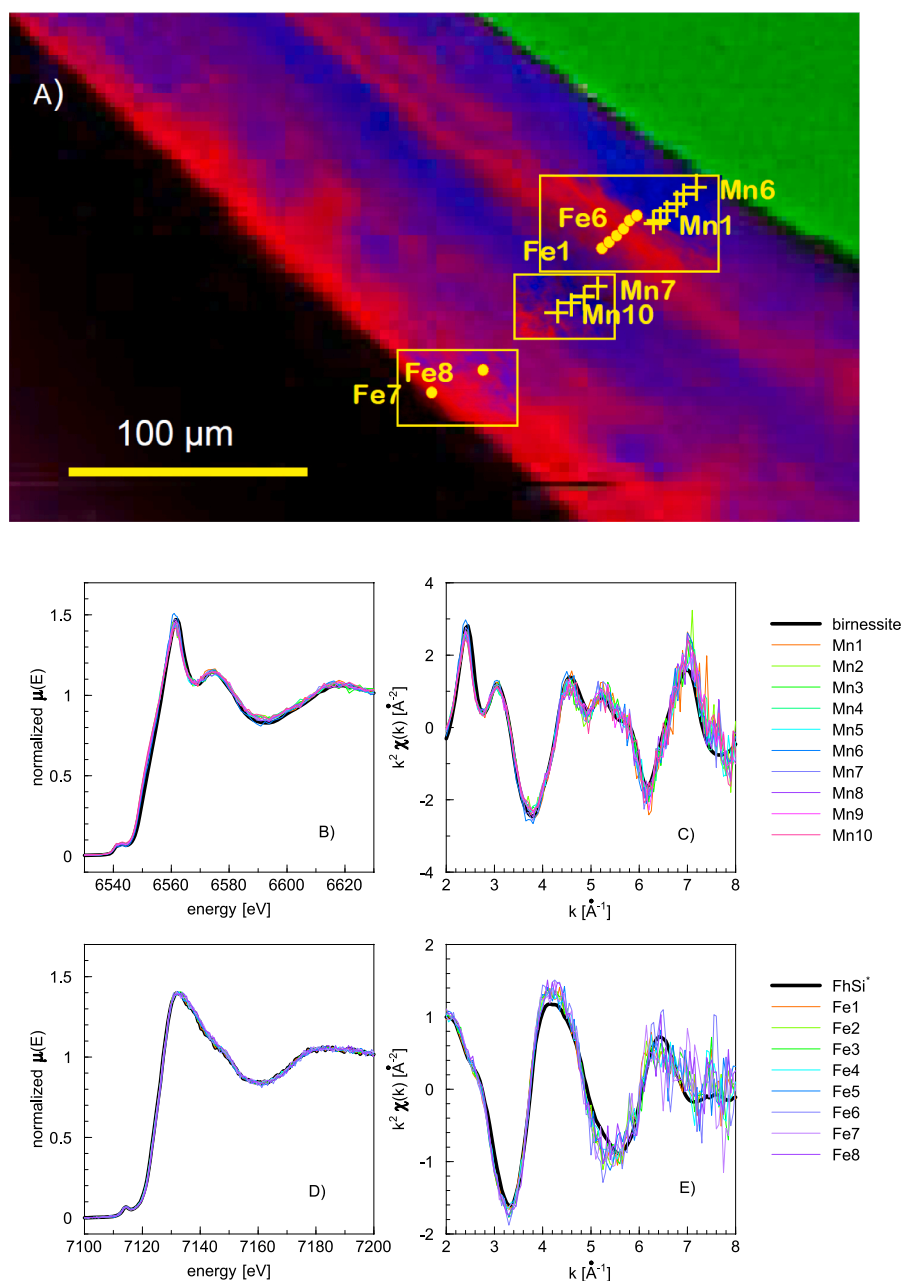 A)
Mn6
Fe6
Mn1
Fe1
Mn7
Mn10
Fe8
Fe7
100 µm
1.5
1
0.5
0
normalized µ(E)
6540 6560 6580 6600 6620
energy [eV]
B)
4
2
0
-2
-4
k² χ(k) [Å⁻²]
2 3 4 5 6 7 8
k [Å⁻¹]
C)
birnessite
Mn1
Mn2
Mn3
Mn4
Mn5
Mn6
Mn7
Mn8
Mn9
Mn10
1.5
1
0.5
0
normalized µ(E)
7100 7120 7140 7160 7180 7200
energy [eV]
D)
2
1
0
-1
-2
k² χ(k) [Å⁻²]
2 3 4 5 6 7 8
k [Å⁻¹]
E)
FhSi*
Fe1
Fe2
Fe3
Fe4
Fe5
Fe6
Fe7
Fe8